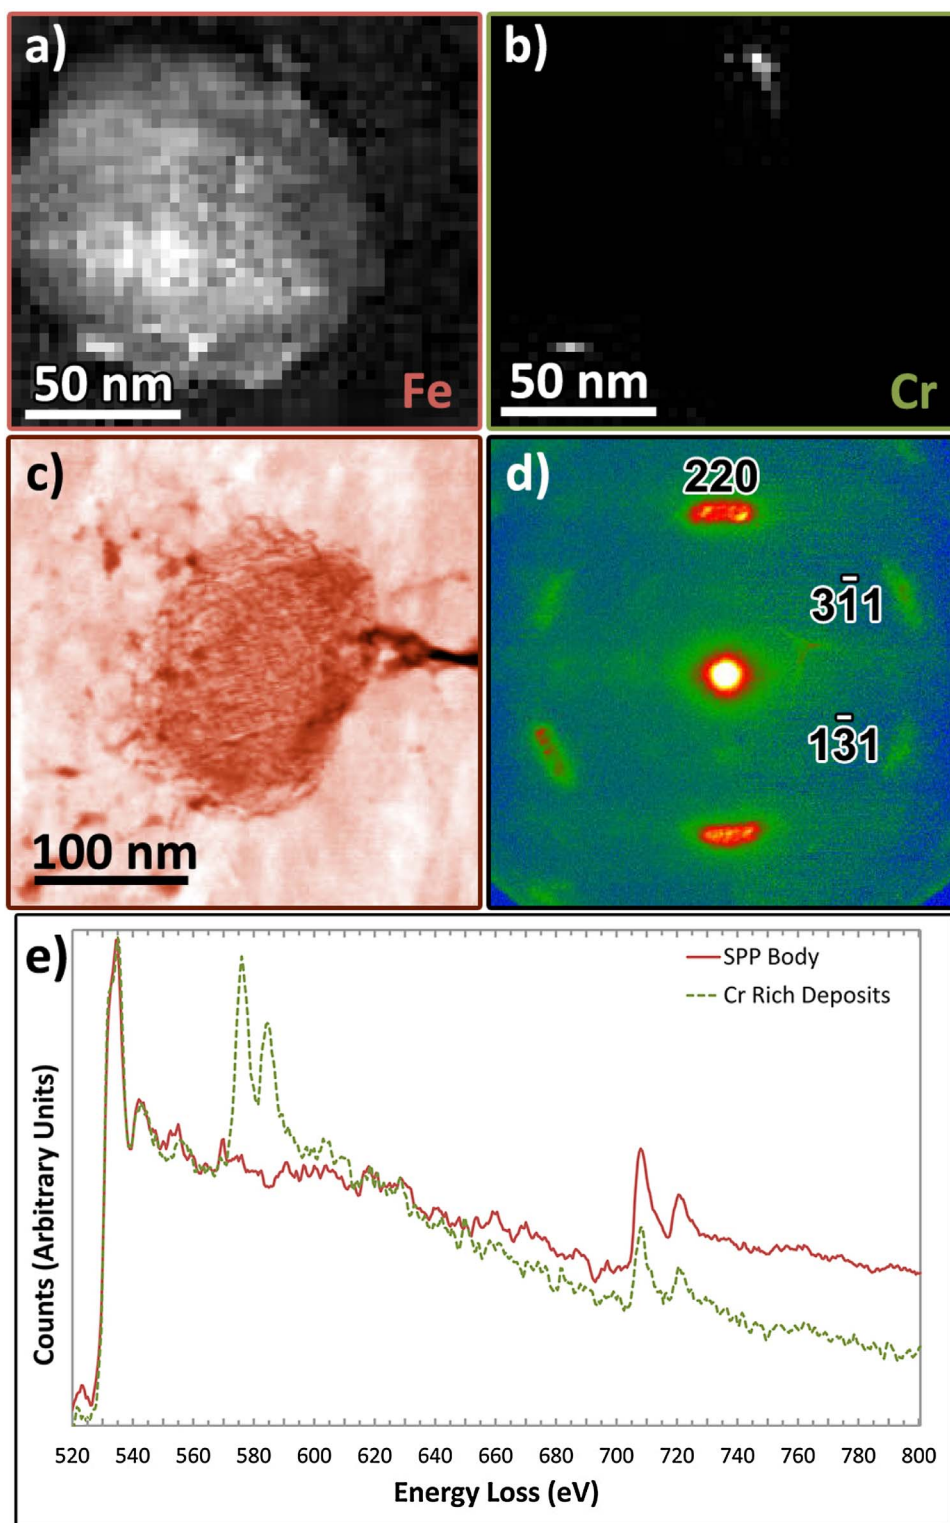 a)
50 nm
Fe
b)
50 nm
Cr
c)
100 nm
d)
220
31̄1
13̄1
e)
SPP Body
Cr Rich Deposits
Counts (Arbitrary Units)
520 540 560 580 600 620 640 660 680 700 720 740 760 780 800
Energy Loss (eV)